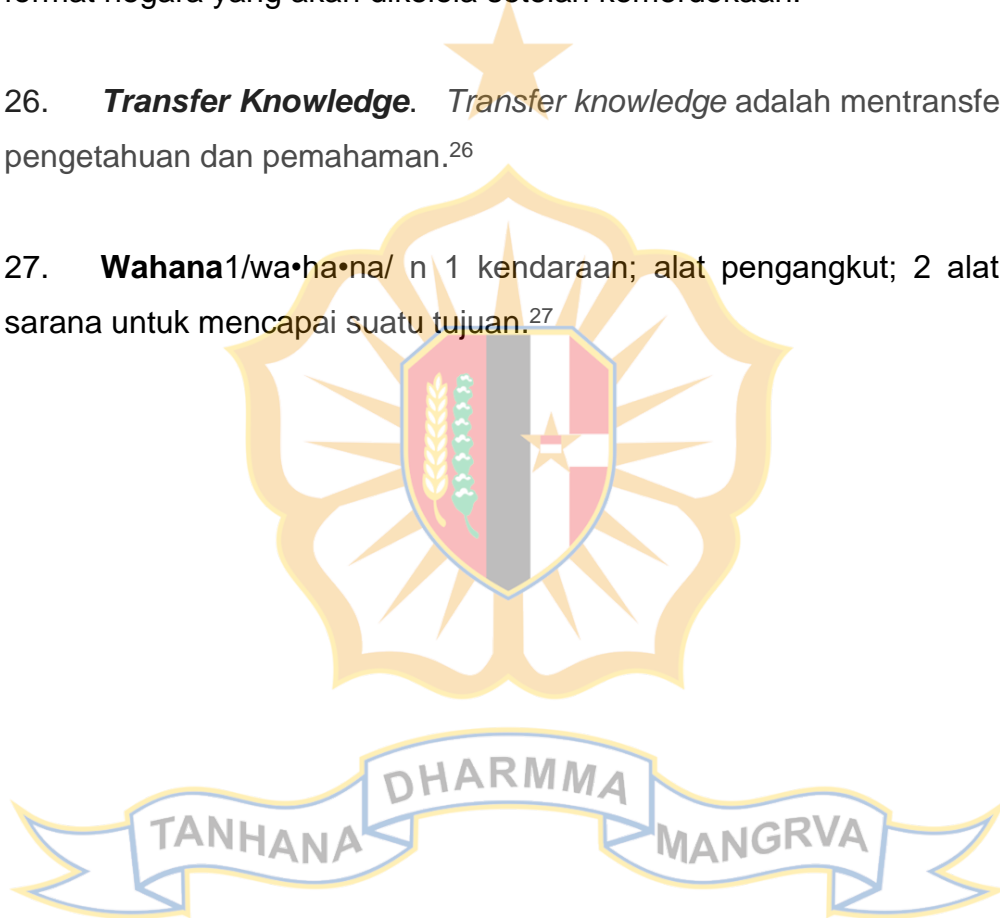 26. Transfer Knowledge. Transfer knowledge adalah mentransfe
pengetahuan dan pemahaman.26
27. Wahana1/wa•ha•na/ n 1 kendaraan; alat pengangkut; 2 alat
sarana untuk mencapai suatu tujuan.27
TANHANA DHARMMA MANGRVA